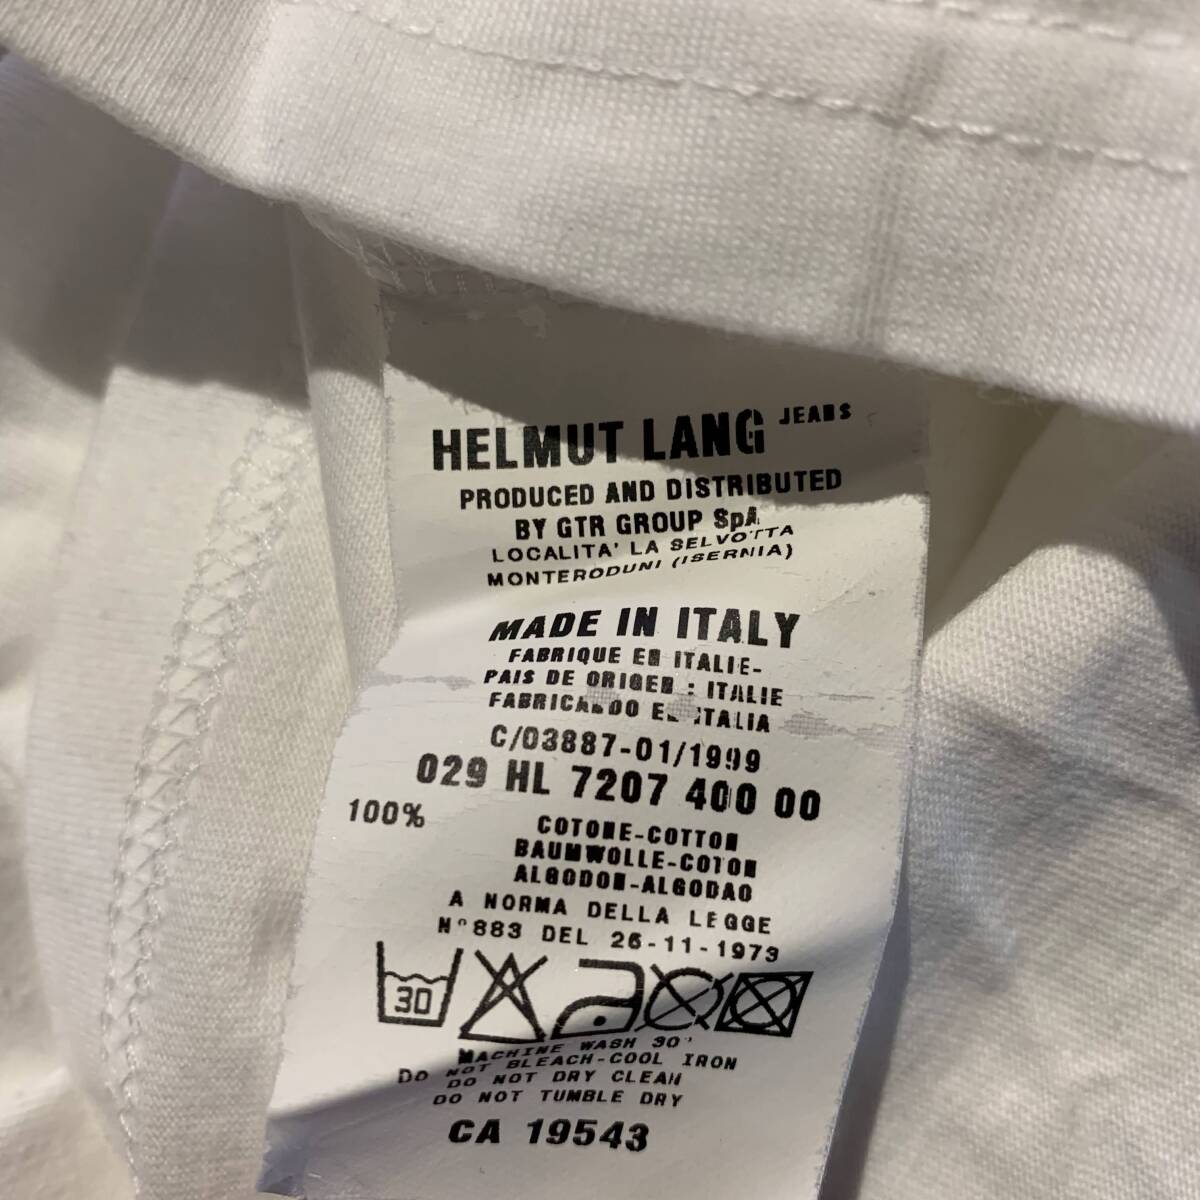 HELMUT LANG JEANS
PRODUCED AND DISTRIBUTED
BY GTR GROUP SpA
LOCALITA' LA SELVOTTA
MONTERODUNI (ISERNIA)
MADE IN ITALY
FABRIQUE EN ITALIE-
PAIS DE ORIGEN : ITALIE
FABRICADO EN ITALIA
C/03887-01/1999
029 HL 7207 400 00
100% COTONE-COTTON
BAUMWOLLE-COTON
ALGODON-ALGODAO
A NORMA DELLA LEGGE
N°883 DEL 26-11-1973
30
MACHINE WASH 30°
DO NOT BLEACH-COOL IRON
DO NOT DRY CLEAN
DO NOT TUMBLE DRY
CA 19543